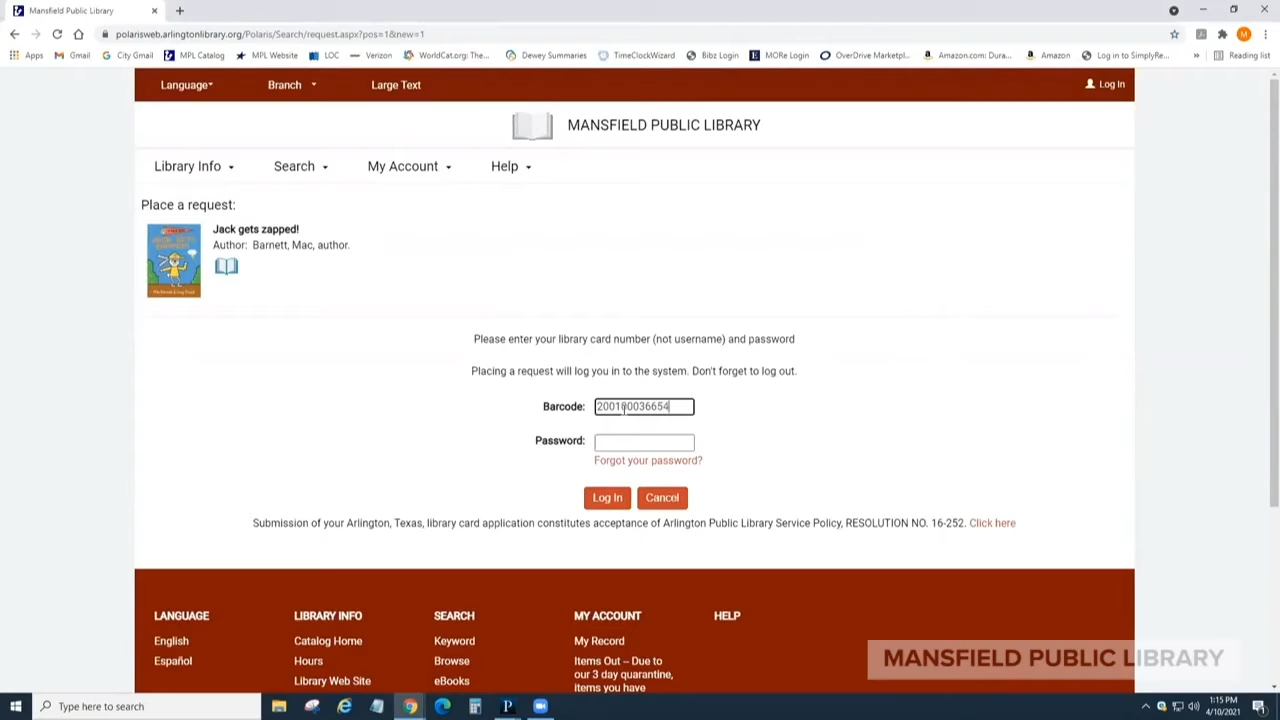 Mansfield Public Library
polarisweb.arlingtonlibrary.org/Polaris/Search/request.aspx?pos=1&new=1
Apps Gmail City Gmail MPL Catalog MPL Website LOC Verizon WorldCat.org: The... Dewey Summaries TimeClockWizard Bibz Login MORe Login OverDrive Marketpl... Amazon.com: Dura... Amazon Log in to SimplyRe... » Reading list
Language Branch Large Text Log In
MANSFIELD PUBLIC LIBRARY
Library Info Search My Account Help
Place a request:
Jack gets zapped!
Author: Barnett, Mac, author.
Please enter your library card number (not username) and password
Placing a request will log you in to the system. Don't forget to log out.
Barcode: 200100036654
Password:
Forgot your password?
Log In Cancel
Submission of your Arlington, Texas, library card application constitutes acceptance of Arlington Public Library Service Policy, RESOLUTION NO. 16-252. Click here
LANGUAGE LIBRARY INFO SEARCH MY ACCOUNT HELP
English Catalog Home Keyword My Record
Español Hours Browse Items Out – Due to
our 3 day quarantine,
Library Web Site eBooks items you have
MANSFIELD PUBLIC LIBRARY
Type here to search
1:15 PM
4/10/2021